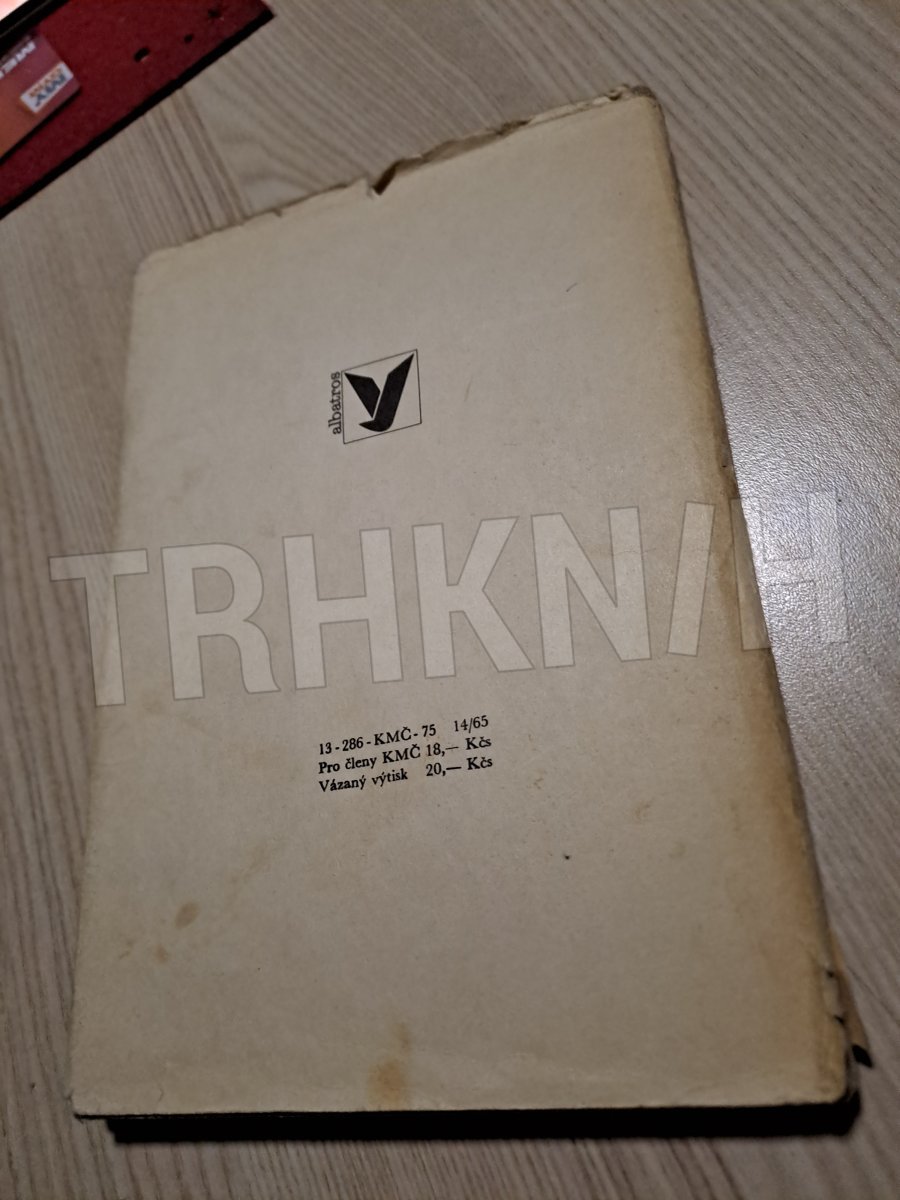 albatros
TRHKNIH
13-286-KMČ-75 14/65
Pro členy KMČ 18,— Kčs
Vázaný výtisk 20,— Kčs